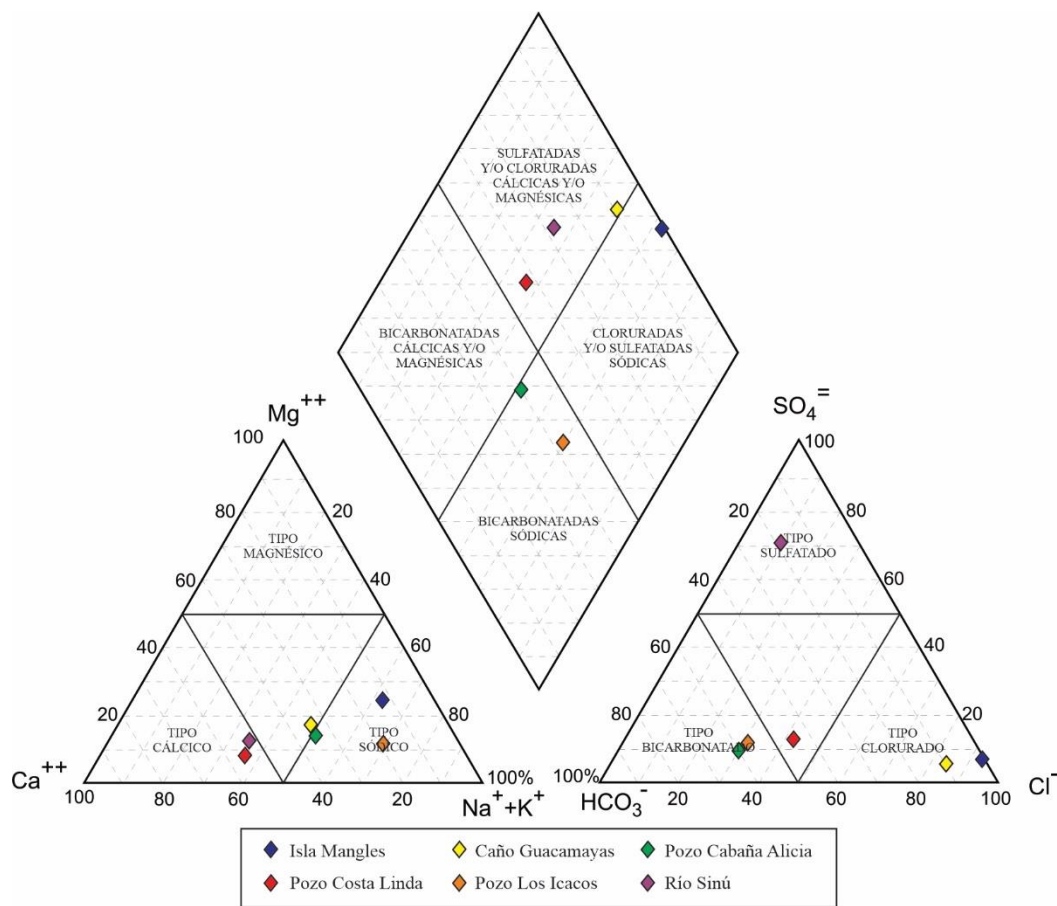 SULFATADAS
Y/O CLORURADAS
CÁLCICAS Y/O
MAGNÉSICAS
BICARBONATADAS
CÁLCICAS Y/O
MAGNÉSICAS
CLORURADAS
Y/O SULFATADAS
SÓDICAS
BICARBONATADAS
SÓDICAS
Mg++
100
80
20
TIPO
MAGNÉSICO
60
40
40
60
20
80
TIPO
CÁLCICO
TIPO
SÓDICO
Ca++
100%
Na++K+
100
80
60
40
20
SO4=
100
20
80
TIPO
SULFATADO
40
60
60
40
80
20
TIPO
BICARBONATADO
TIPO
CLORURADO
100%
HCO3-
Cl-
20
40
60
80
100
Isla Mangles
Caño Guacamayas
Pozo Cabaña Alicia
Pozo Costa Linda
Pozo Los Icacos
Río Sinú